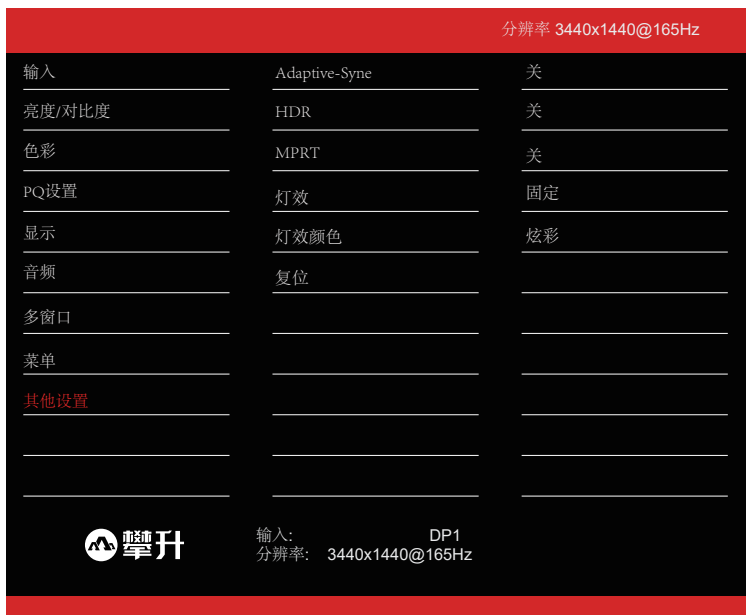 分辨率 3440x1440@165Hz
输入 Adaptive-Syne 关
亮度/对比度 HDR 关
色彩 MPRT 关
PQ设置 灯效 固定
显示 灯效颜色 炫彩
音频 复位
多窗口
菜单
其他设置
攀升
输入: DP1
分辨率: 3440x1440@165Hz